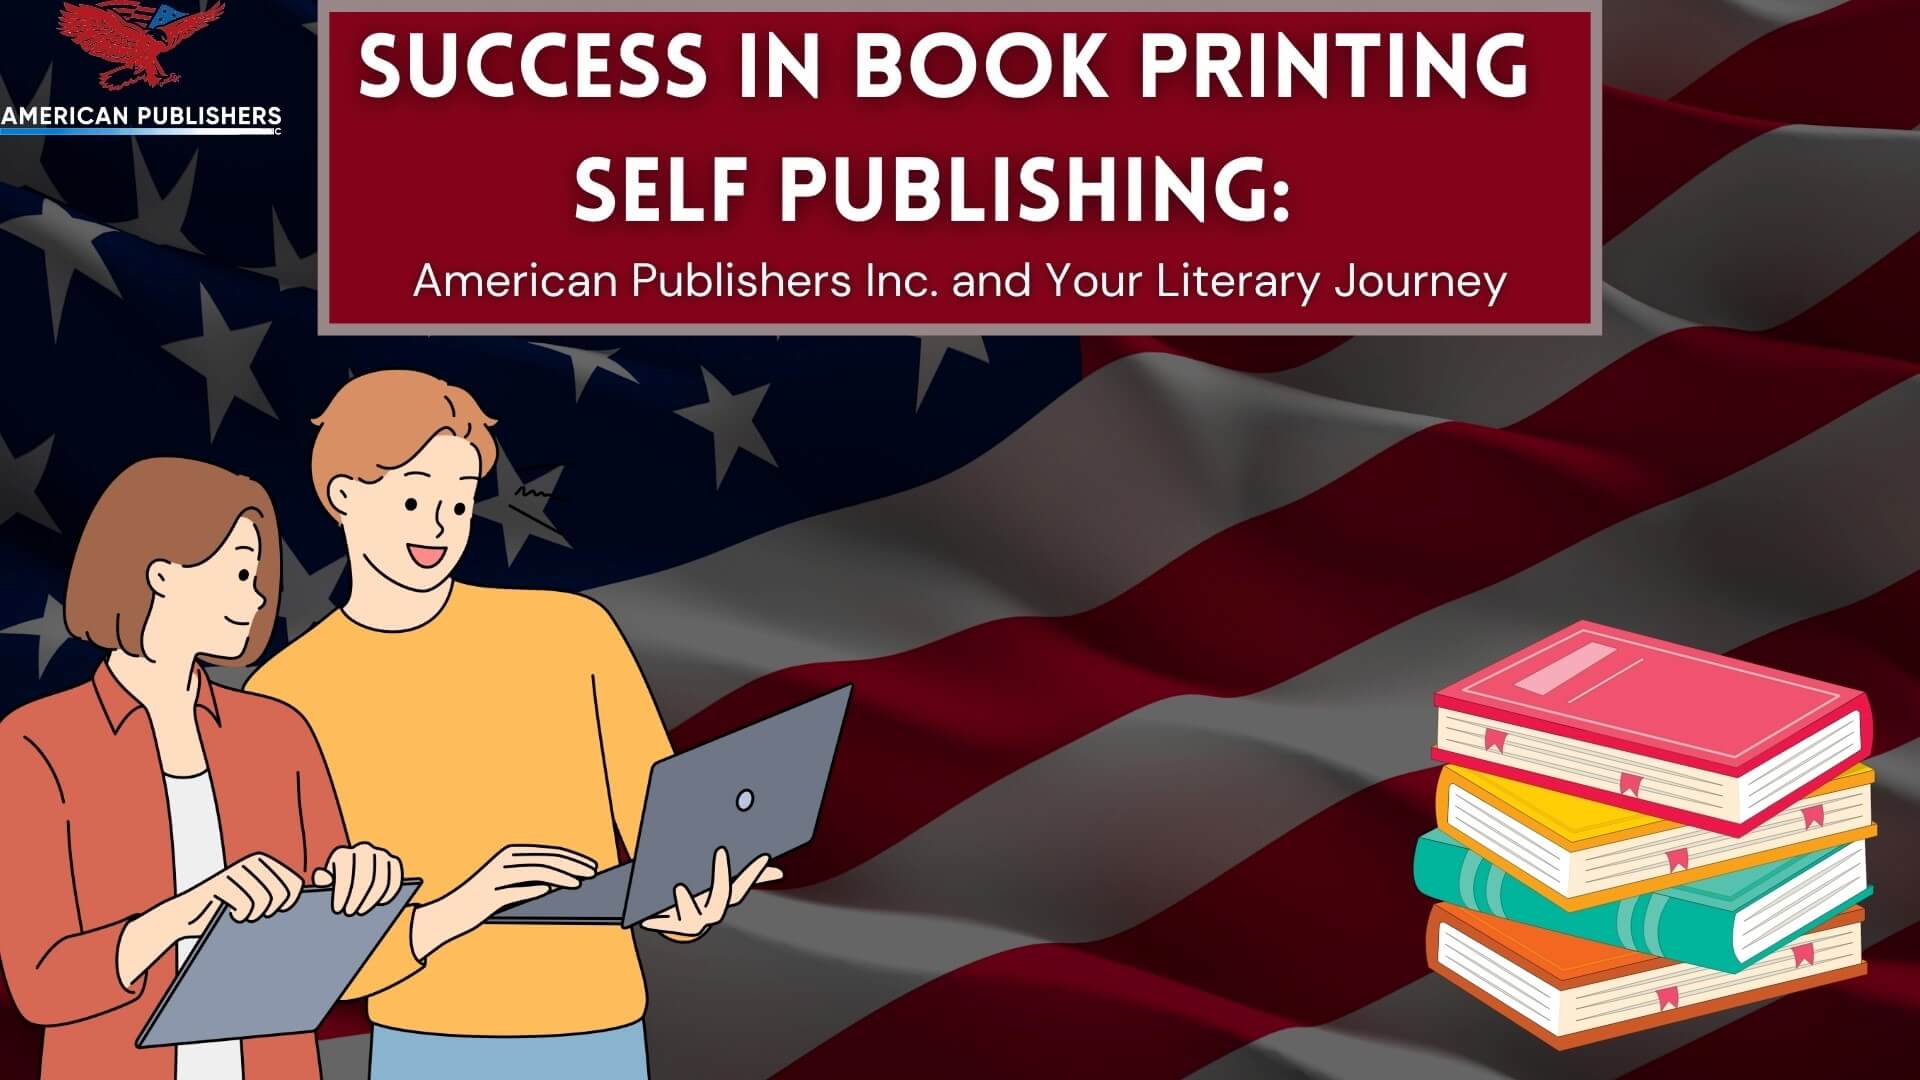 AMERICAN PUBLISHERS
SUCCESS IN BOOK PRINTING
SELF PUBLISHING:
American Publishers Inc. and Your Literary Journey